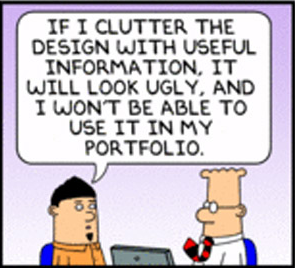 IF I CLUTTER THE
DESIGN WITH USEFUL
INFORMATION, IT
WILL LOOK UGLY, AND
I WON'T BE ABLE TO
USE IT IN MY
PORTFOLIO.